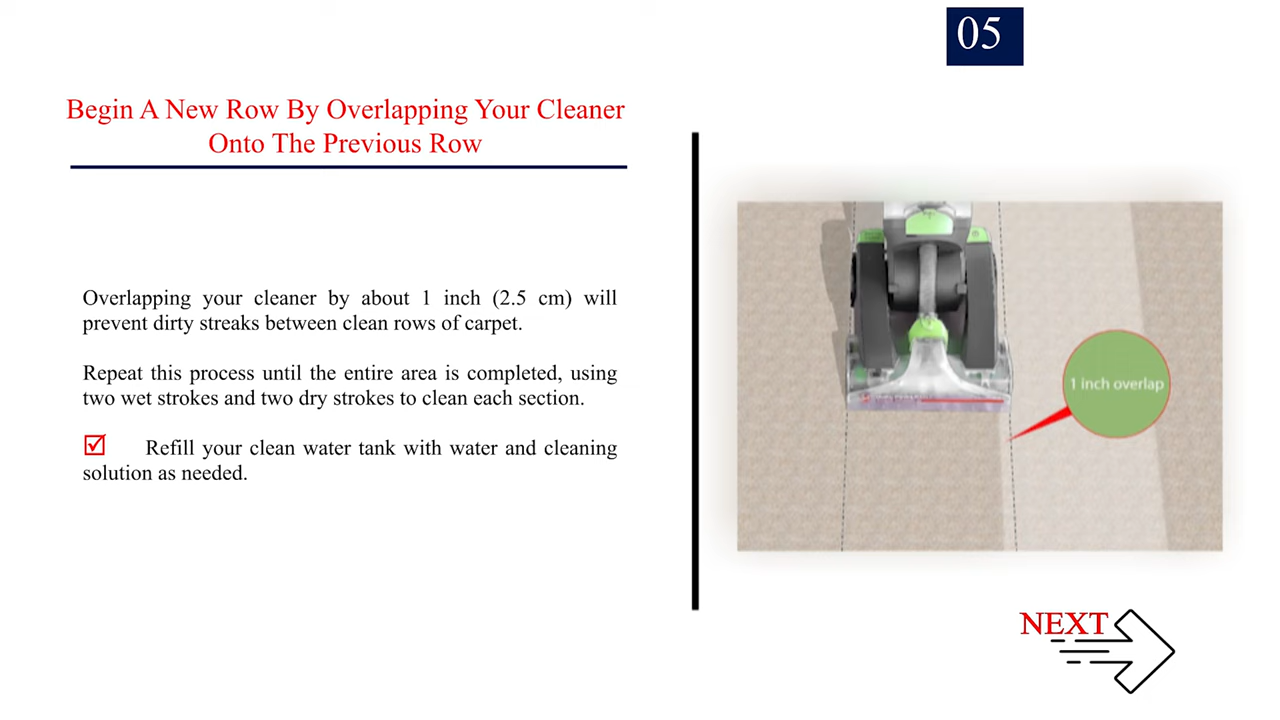 05
Begin A New Row By Overlapping Your Cleaner
Onto The Previous Row
Overlapping your cleaner by about 1 inch (2.5 cm) will
prevent dirty streaks between clean rows of carpet.
Repeat this process until the entire area is completed, using
two wet strokes and two dry strokes to clean each section.
Refill your clean water tank with water and cleaning
solution as needed.
1 inch overlap
NEXT